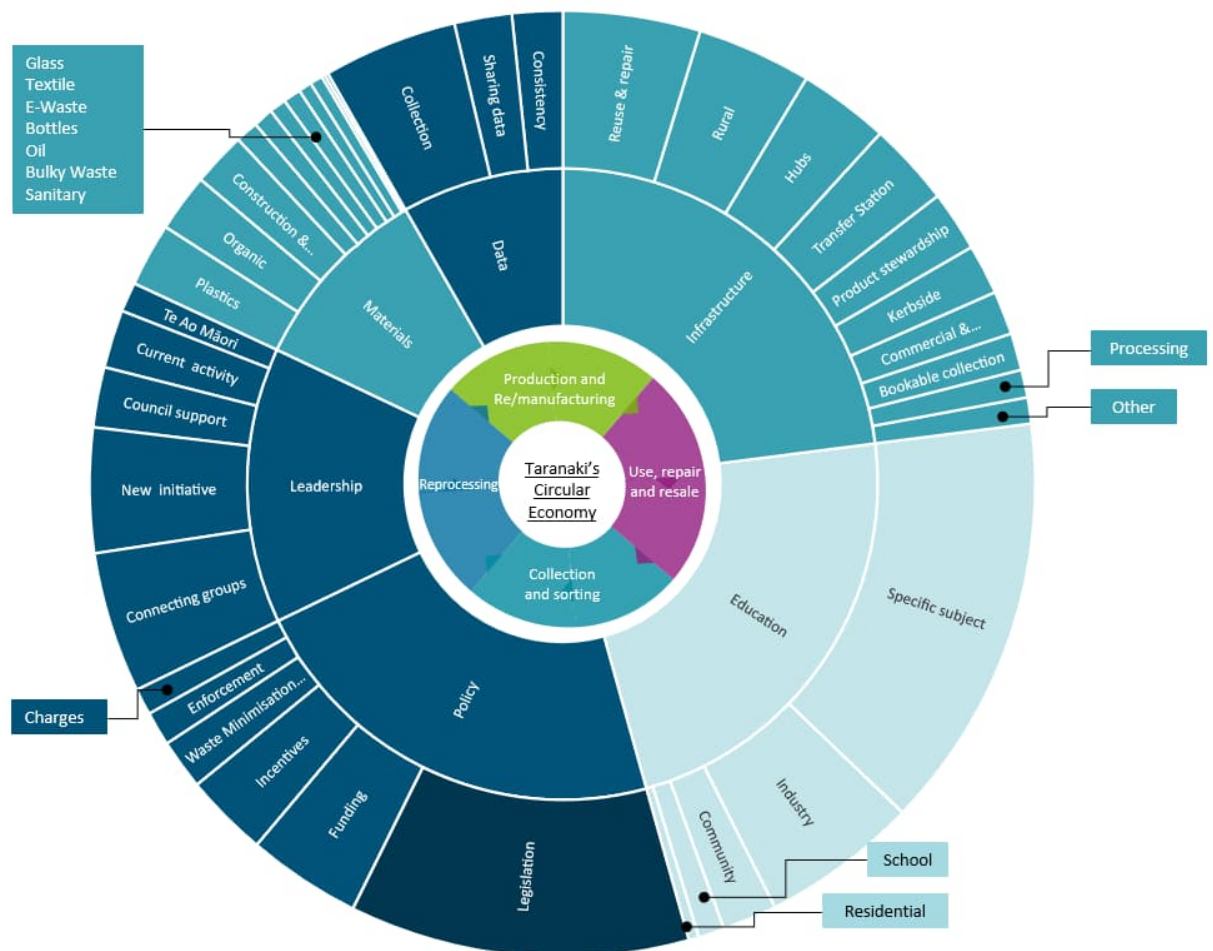 Glass
Textile
E-Waste
Bottles
Oil
Bulky Waste
Sanitary
Collection
Sharing data
Consistency
Reuse & repair
Rural
Hubs
Transfer Station
Product stewardship
Kerbside
Commercial &...
Bookable collection
Processing
Other
Construction &...
Organic
Plastics
Te Ao Māori
Current activity
Council support
New initiative
Connecting groups
Data
Infrastructure
Materials
Leadership
Production and
Re/manufacturing
Reprocessing
Taranaki's
Circular
Economy
Use, repair
and resale
Collection
and sorting
Education
Specific subject
Policy
Charges
Enforcement
Waste Minimisation...
Incentives
Funding
Legislation
Community
Industry
School
Residential